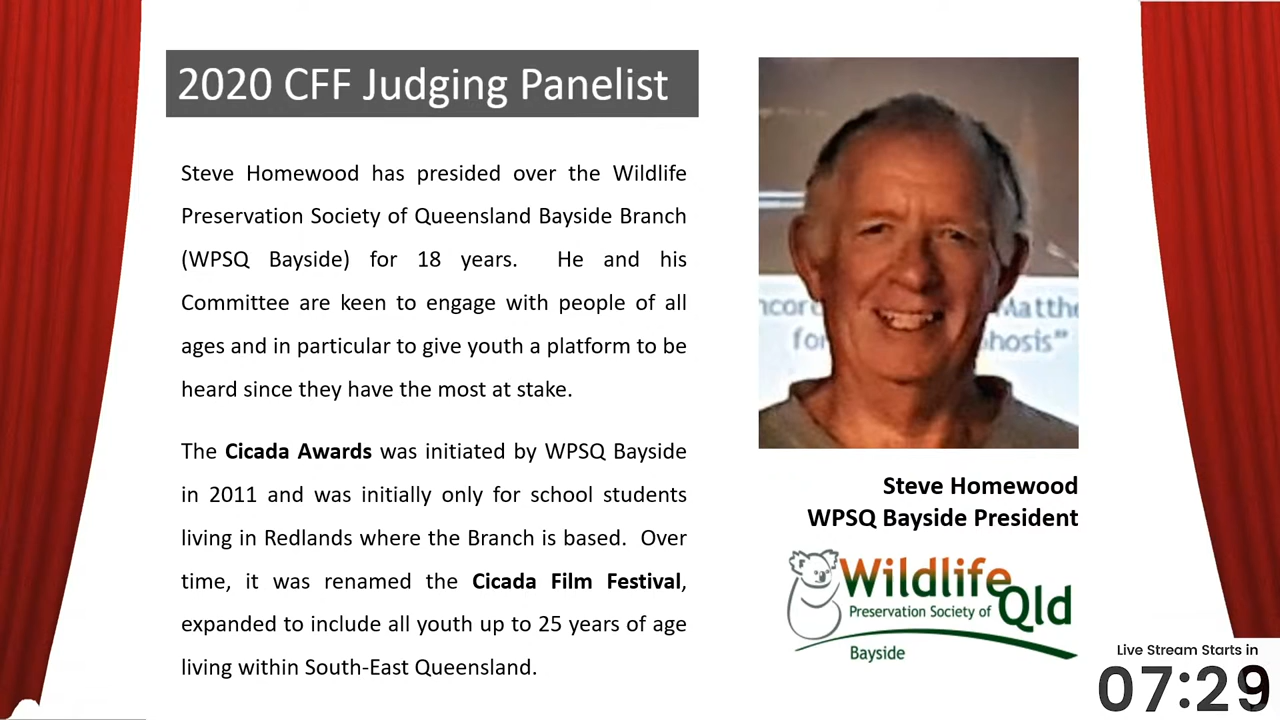 2020 CFF Judging Panelist
Steve Homewood has presided over the Wildlife
Preservation Society of Queensland Bayside Branch
(WPSQ Bayside) for 18 years. He and his
Committee are keen to engage with people of all
ages and in particular to give youth a platform to be
heard since they have the most at stake.
The Cicada Awards was initiated by WPSQ Bayside
in 2011 and was initially only for school students
living in Redlands where the Branch is based. Over
time, it was renamed the Cicada Film Festival,
expanded to include all youth up to 25 years of age
living within South-East Queensland.
Steve Homewood
WPSQ Bayside President
Wildlife
Preservation Society of Qld
Bayside
Live Stream Starts in
07:29